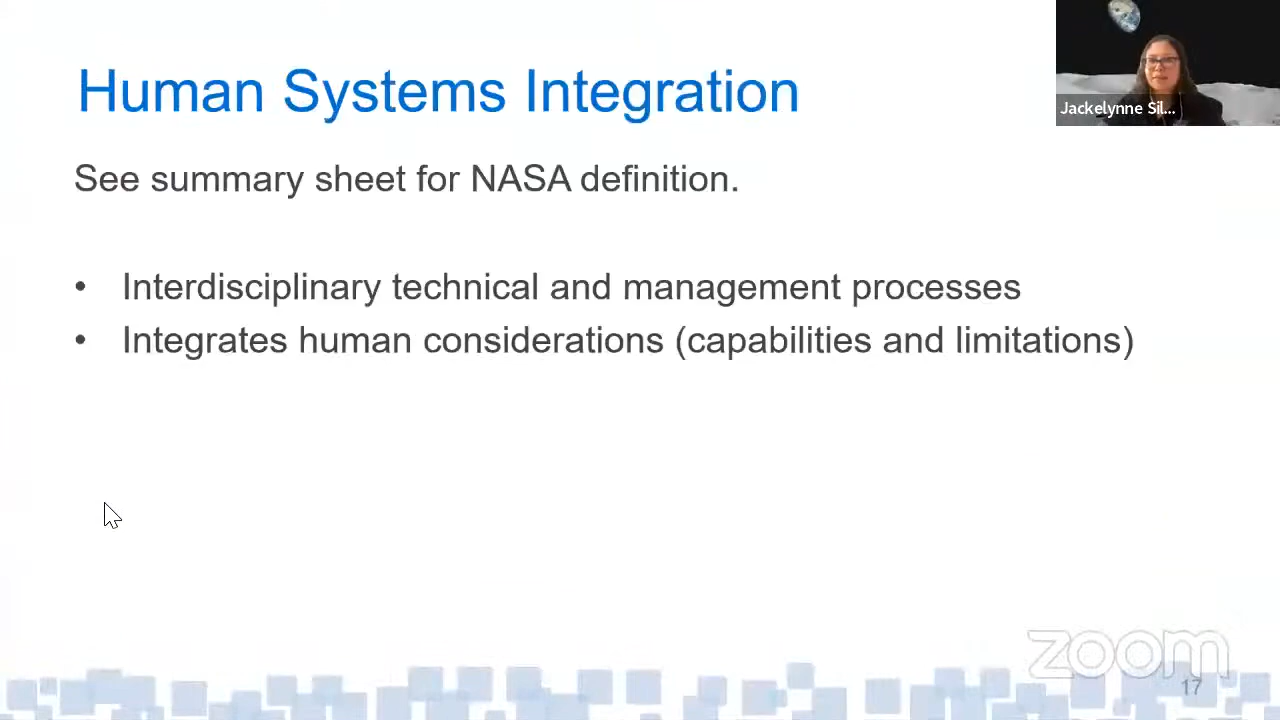 Human Systems Integration
Jackelynne Sil...
See summary sheet for NASA definition.
• Interdisciplinary technical and management processes
• Integrates human considerations (capabilities and limitations)
zoom
17